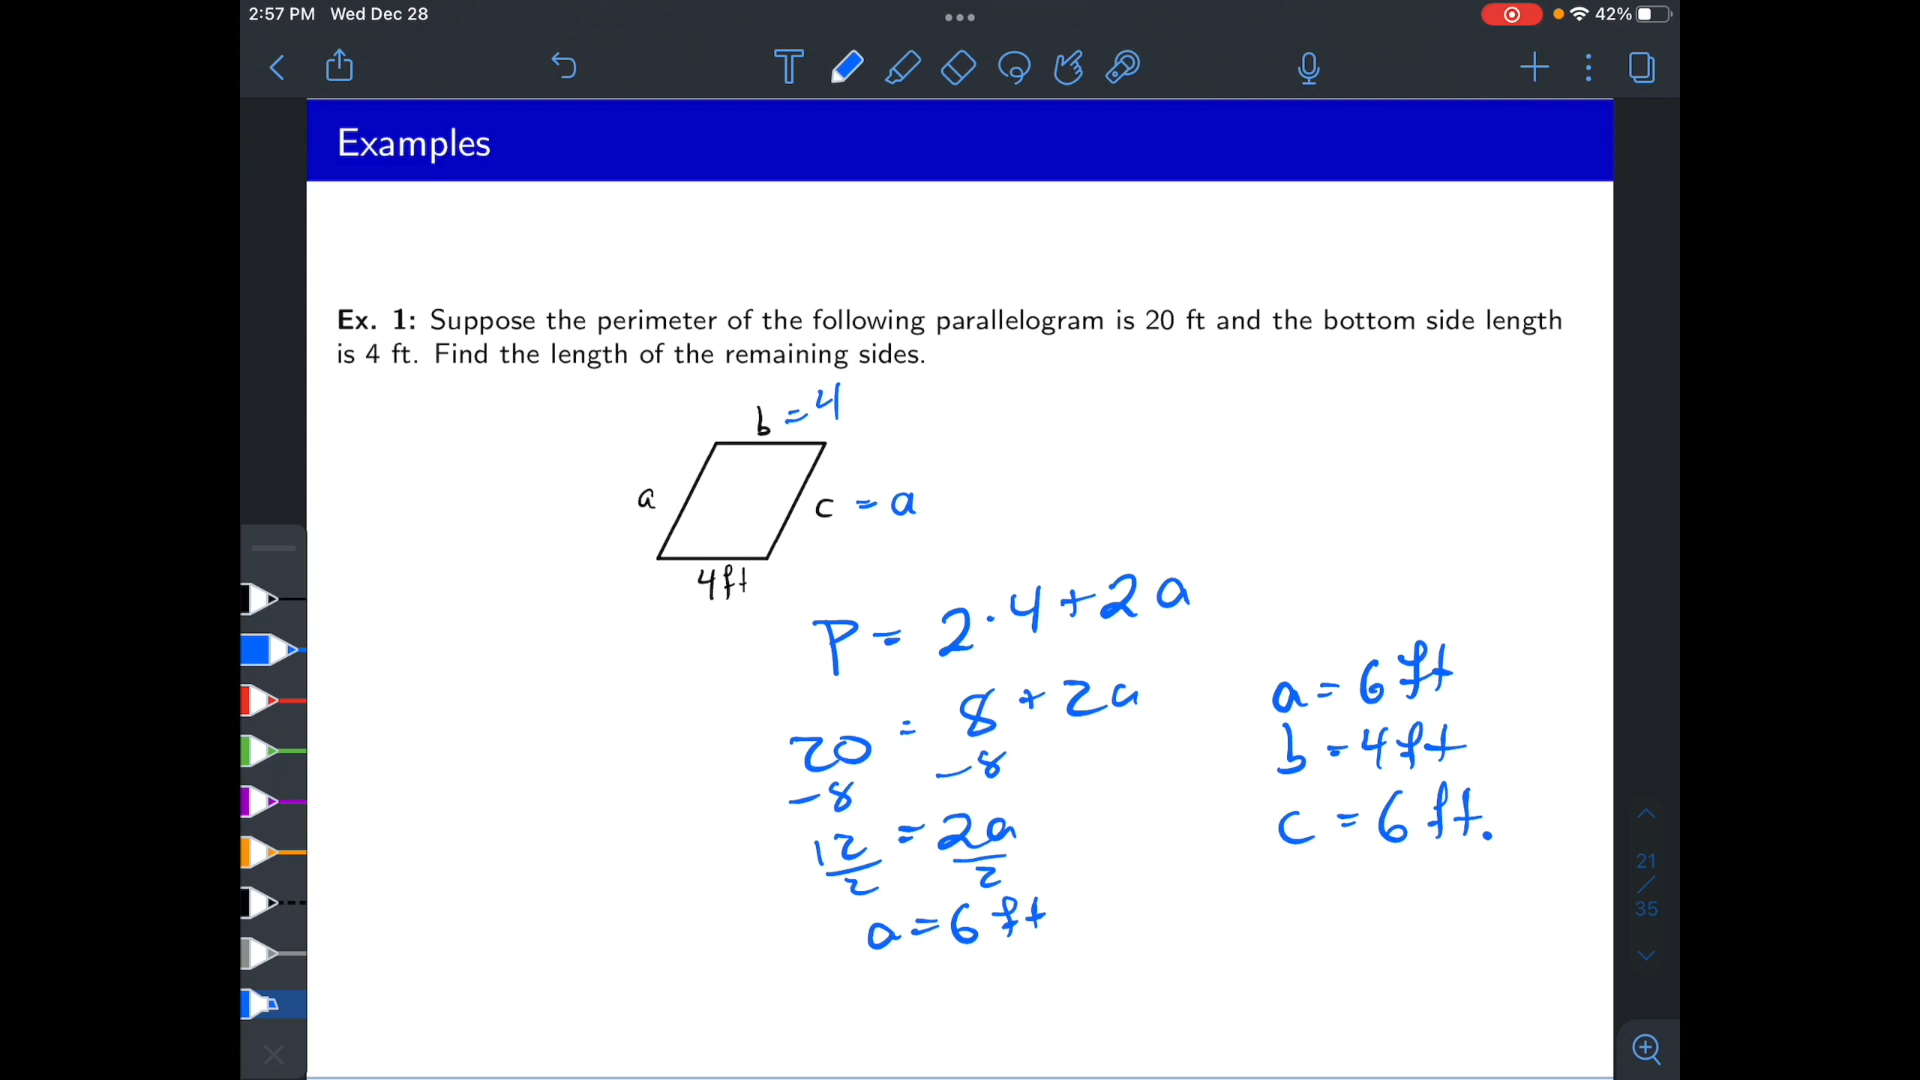 2:57 PM Wed Dec 28
42%
Examples
Ex. 1: Suppose the perimeter of the following parallelogram is 20 ft and the bottom side length
is 4 ft. Find the length of the remaining sides.
b = 4
a
c = a
4ft
P = 2·4+2a
20 = 8 + 2a
-8 -8
12/2 = 2a/2
a = 6 ft
a = 6 ft
b = 4 ft
c = 6 ft.
21
/
35